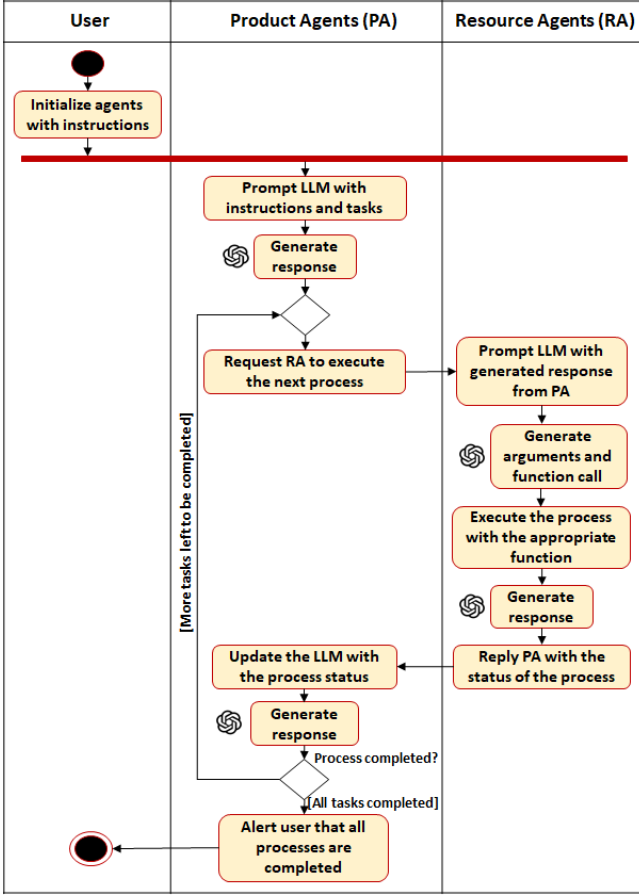 User
Product Agents (PA)
Resource Agents (RA)
Initialize agents
with instructions
Prompt LLM with
instructions and tasks
Generate
response
Request RA to execute
the next process
Prompt LLM with
generated response
from PA
Generate
arguments and
function call
Execute the process
with the appropriate
function
Generate
response
Reply PA with the
status of the process
Update the LLM with
the process status
Generate
response
Process completed?
[More tasks left to be completed]
[All tasks completed]
Alert user that all
processes are
completed